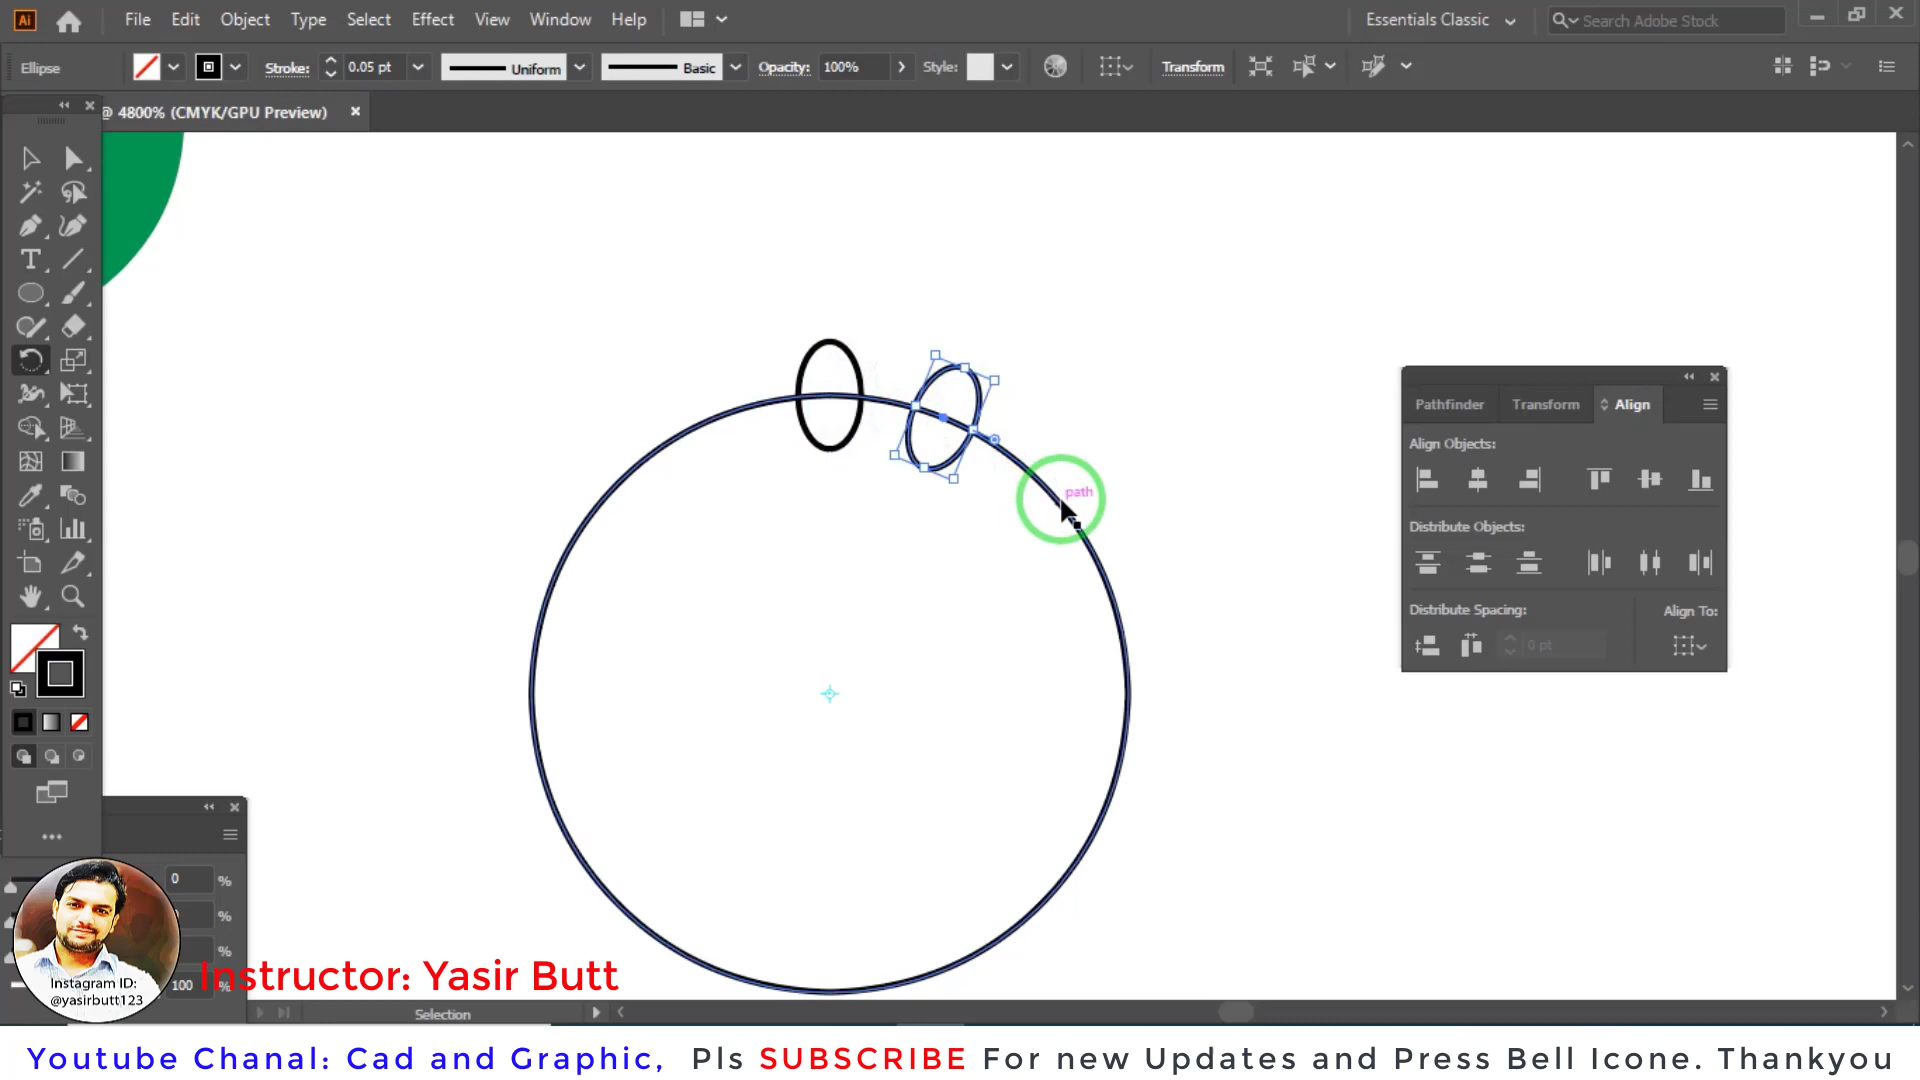 Ai File Edit Object Type Select Effect View Window Help Essentials Classic Search Adobe Stock
Ellipse Stroke: 0.05 pt Uniform Basic Opacity: 100% Style: Transform
@ 4800% (CMYK/GPU Preview)
path
Pathfinder Transform Align
Align Objects:
Distribute Objects:
Distribute Spacing: Align To:
0 pt
0 %
%
%
100 %
Instagram ID:
@yasirbutt123
Instructor: Yasir Butt
Selection
Youtube Chanal: Cad and Graphic, Pls SUBSCRIBE For new Updates and Press Bell Icone. Thankyou